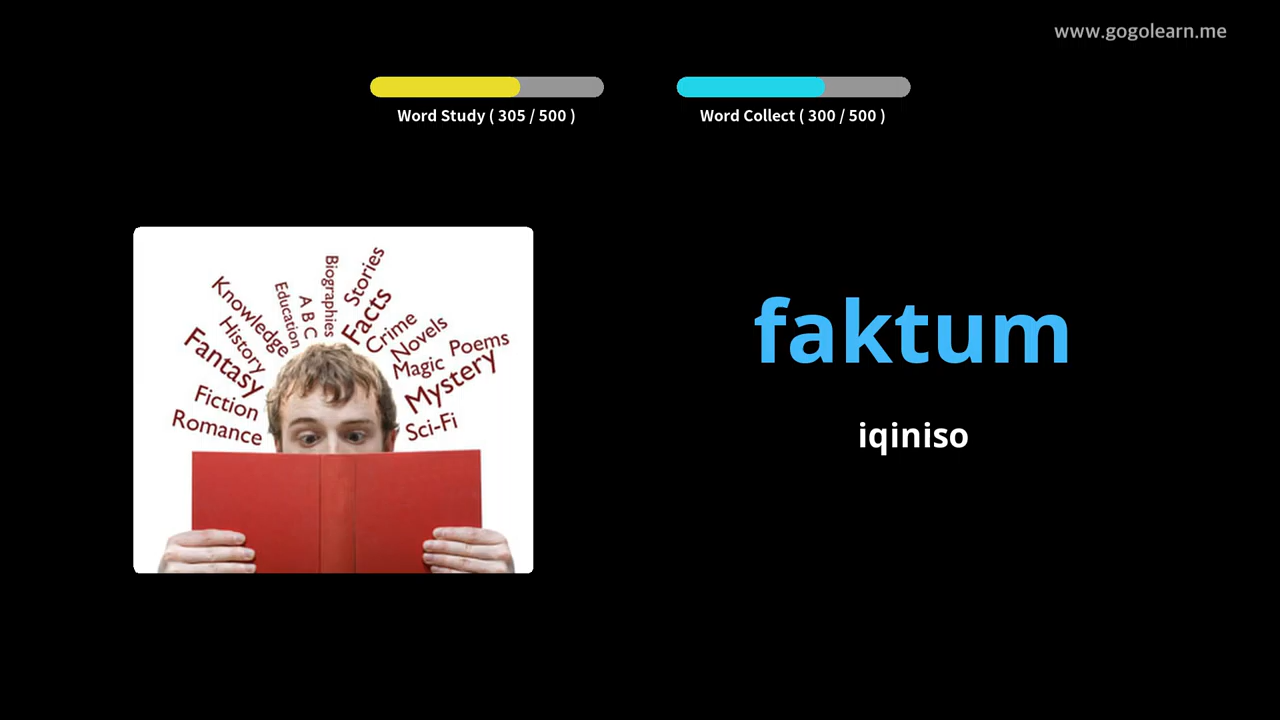 www.gogolearn.me
Word Study ( 305 / 500 )
Word Collect ( 300 / 500 )
Biographies
Stories
Education
A B C
Facts
Knowledge
History
Crime
Novels
Poems
Fantasy
Magic
Mystery
Fiction
Romance
Sci-Fi
faktum
iqiniso